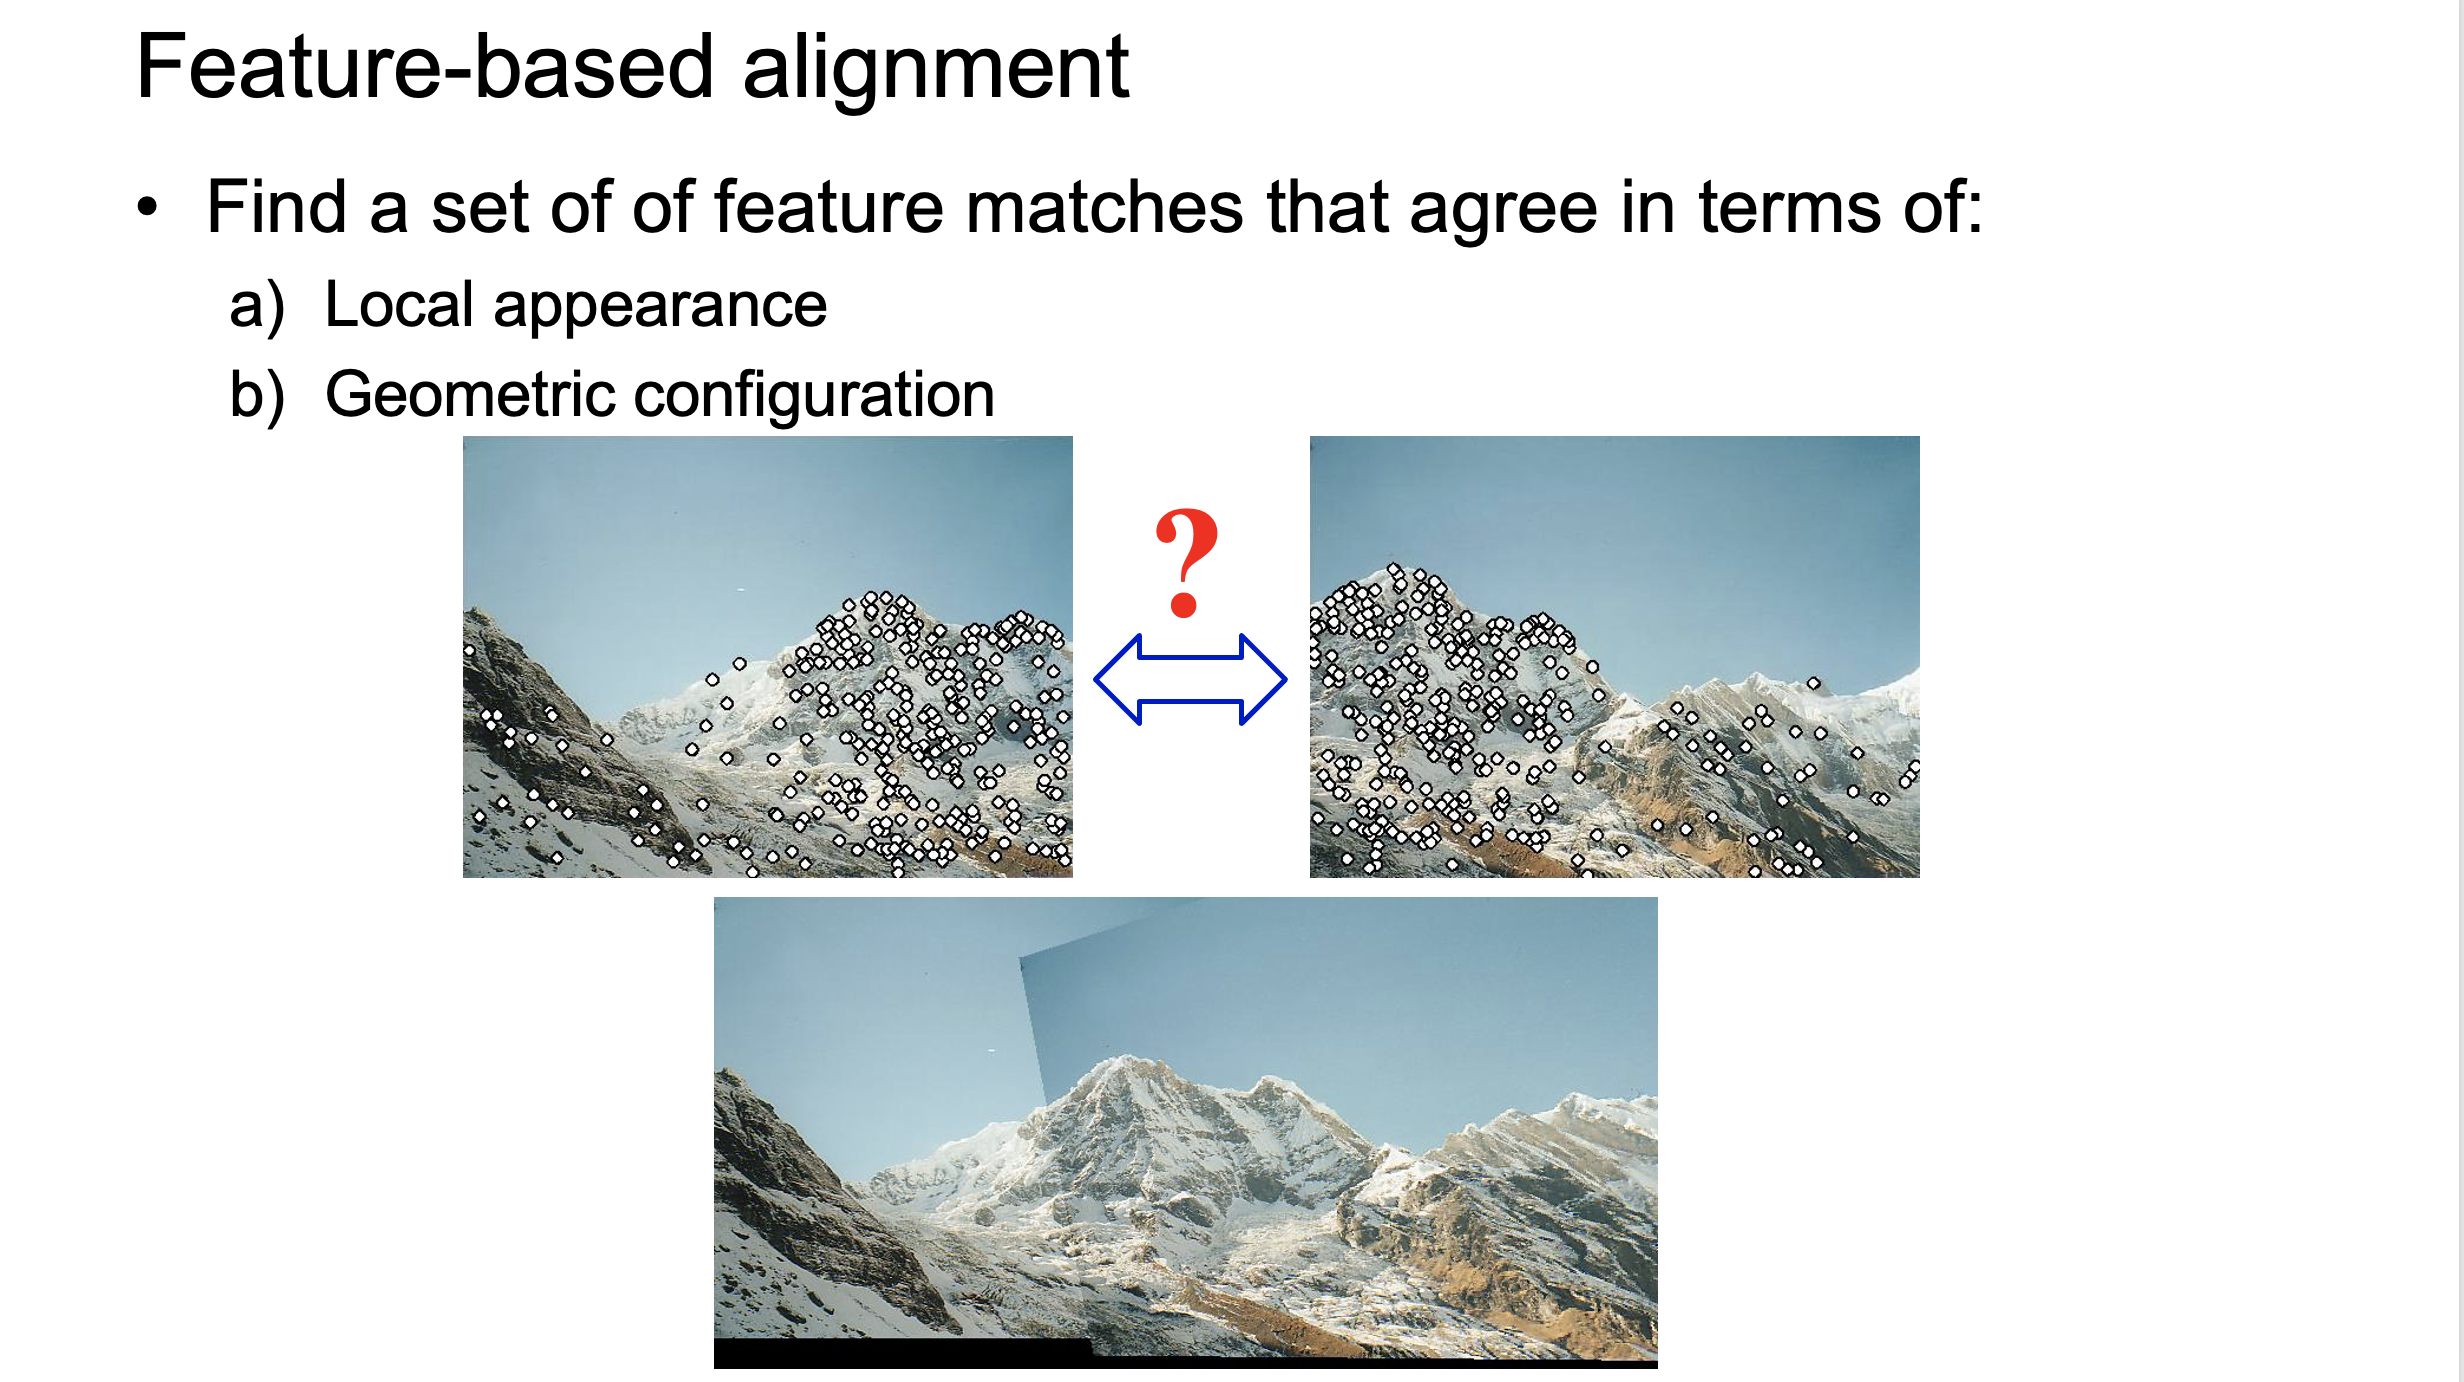 Feature-based alignment
• Find a set of of feature matches that agree in terms of:
a) Local appearance
b) Geometric configuration
?